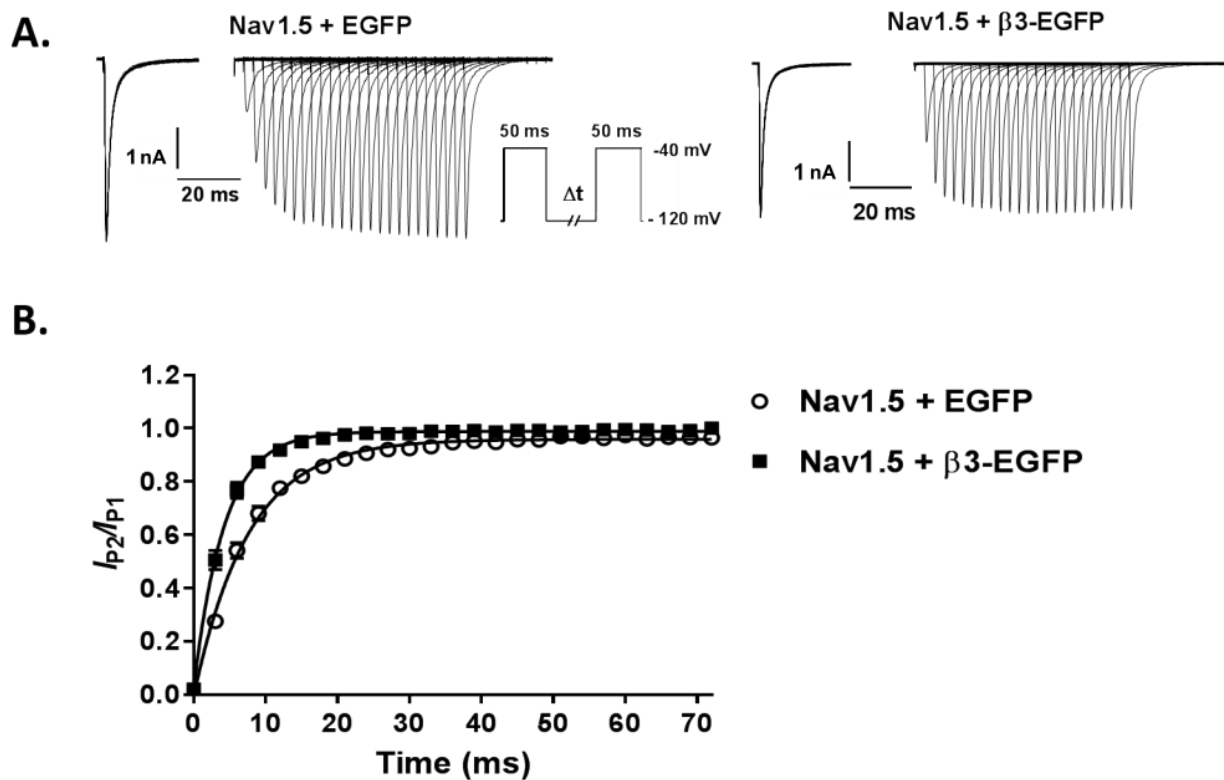 A.
Nav1.5 + EGFP
Nav1.5 + β3-EGFP
1 nA
20 ms
50 ms
50 ms
Δt
-40 mV
- 120 mV
1 nA
20 ms
B.
1.2
1.0
0.8
0.6
0.4
0.2
0.0
IP2/IP1
0
10
20
30
40
50
60
70
Time (ms)
Nav1.5 + EGFP
Nav1.5 + β3-EGFP